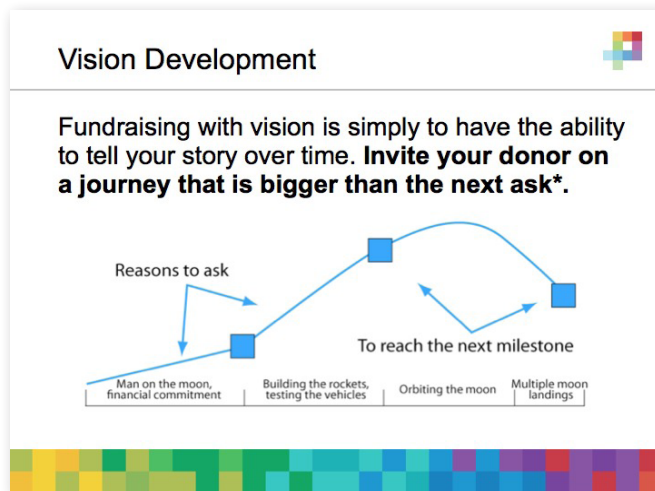 Vision Development
Fundraising with vision is simply to have the ability
to tell your story over time. Invite your donor on
a journey that is bigger than the next ask*.
Reasons to ask
To reach the next milestone
Man on the moon,
financial commitment
Building the rockets,
testing the vehicles
Orbiting the moon
Multiple moon
landings